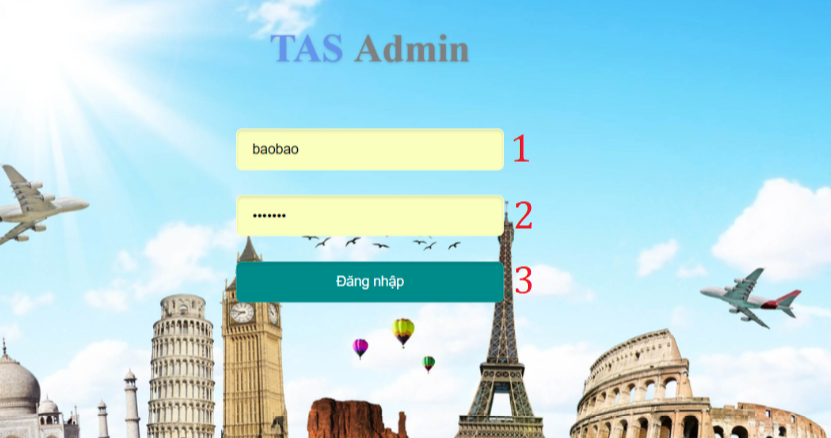 TAS Admin
baobao 1
••••••• 2
Đăng nhập 3